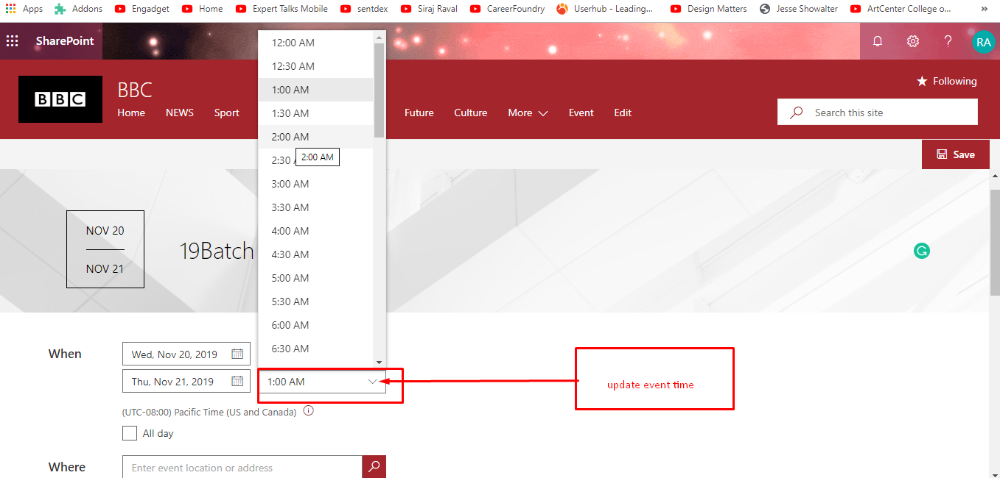 Apps Addons Engadget Home Expert Talks Mobile sentdex Siraj Raval CareerFoundry Userhub - Leading... Design Matters Jesse Showalter ArtCenter College o... »
SharePoint ? RA
BBC
BBC
Following
Home NEWS Sport Future Culture More Event Edit
Search this site
Save
12:00 AM
12:30 AM
1:00 AM
1:30 AM
2:00 AM
2:30
2:00 AM
3:00 AM
3:30 AM
4:00 AM
4:30 AM
5:00 AM
5:30 AM
6:00 AM
6:30 AM
NOV 20
NOV 21
19Batch
When
Wed, Nov 20, 2019
Thu, Nov 21, 2019
1:00 AM
update event time
(UTC-08:00) Pacific Time (US and Canada)
All day
Where
Enter event location or address